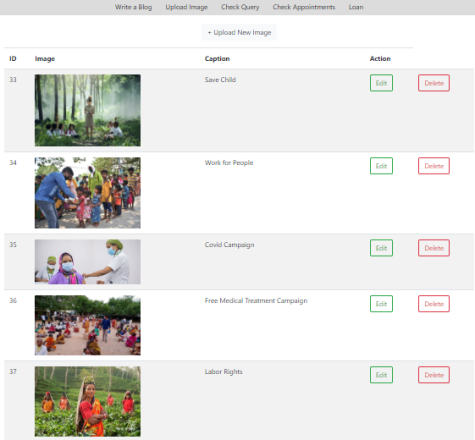 Write a Blog Upload Image Check Query Check Appointments Loan
+ Upload New Image
ID Image Caption Action
33 Save Child Edit Delete
34 Work for People Edit Delete
35 Covid Campaign Edit Delete
36 Free Medical Treatment Campaign Edit Delete
37 Labor Rights Edit Delete